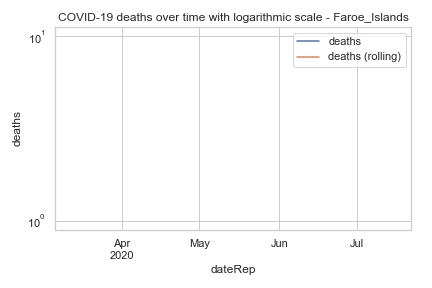 COVID-19 deaths over time with logarithmic scale - Faroe_Islands
deaths
deaths (rolling)
10¹
deaths
10⁰
Apr
2020
May
Jun
Jul
dateRep